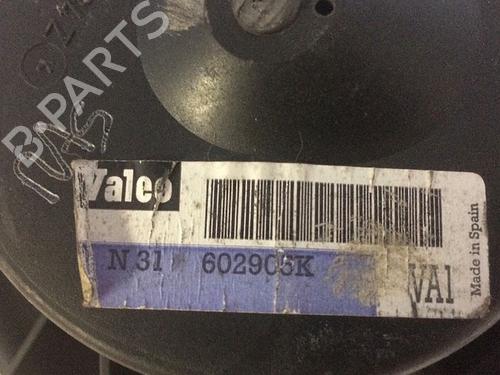 B-PARTS
Valeo
N 31 602905K
VA1
Made in Spain